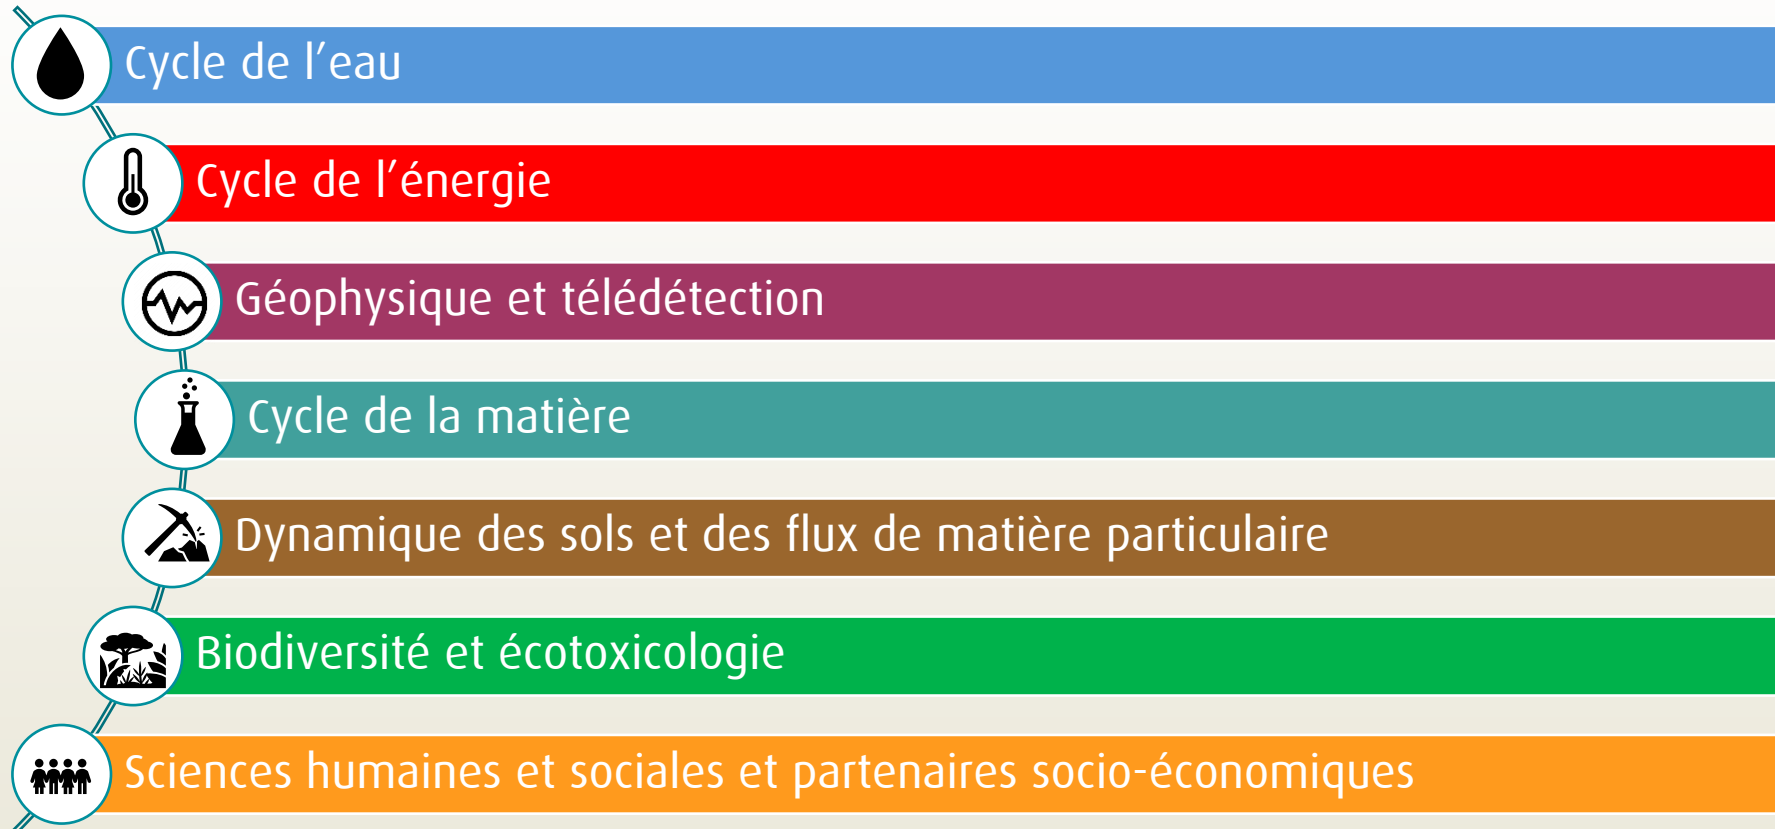 Cycle de l’eau
Cycle de l’énergie
Géophysique et télédétection
Cycle de la matière
Dynamique des sols et des flux de matière particulaire
Biodiversité et écotoxicologie
Sciences humaines et sociales et partenaires socio-économiques